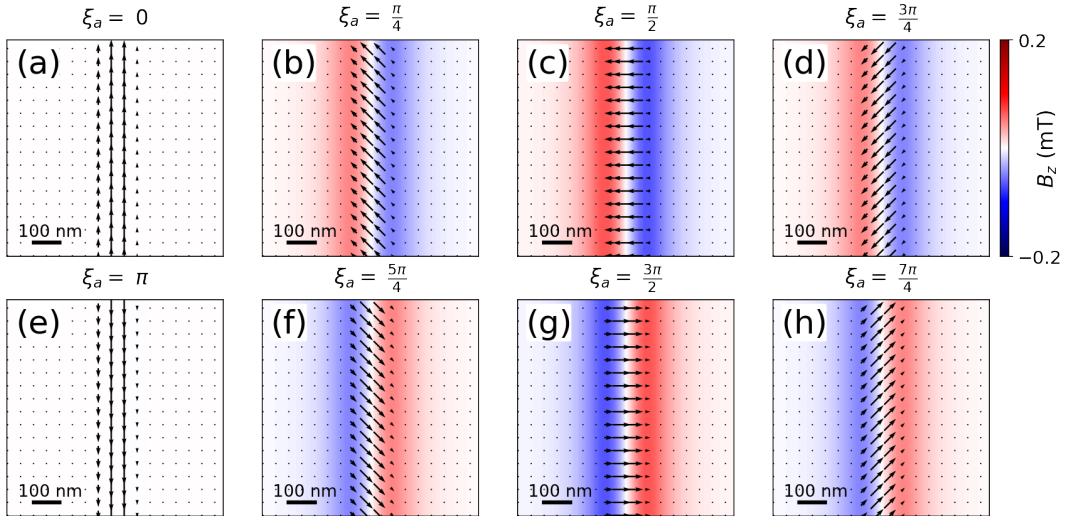 ξₐ = 0
ξₐ = π/4
ξₐ = π/2
ξₐ = 3π/4
(a)
(b)
(c)
(d)
100 nm
100 nm
100 nm
100 nm
0.2
B_z (mT)
−0.2
ξₐ = π
ξₐ = 5π/4
ξₐ = 3π/2
ξₐ = 7π/4
(e)
(f)
(g)
(h)
100 nm
100 nm
100 nm
100 nm